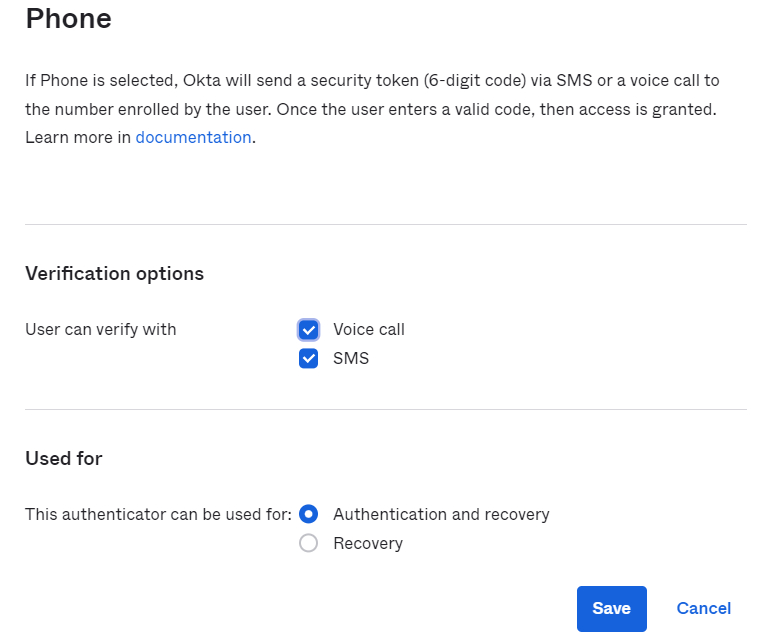 Phone
If Phone is selected, Okta will send a security token (6-digit code) via SMS or a voice call to
the number enrolled by the user. Once the user enters a valid code, then access is granted.
Learn more in documentation.
Verification options
User can verify with
Voice call
SMS
Used for
This authenticator can be used for:
Authentication and recovery
Recovery
Save
Cancel